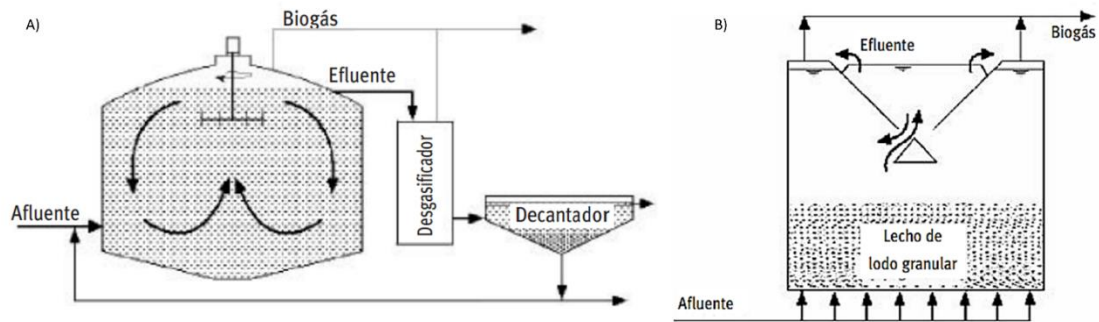 A)
Biogás
Efluente
Afluente
Desgasificador
Decantador
B)
Biogás
Efluente
Lecho de
lodo granular
Afluente